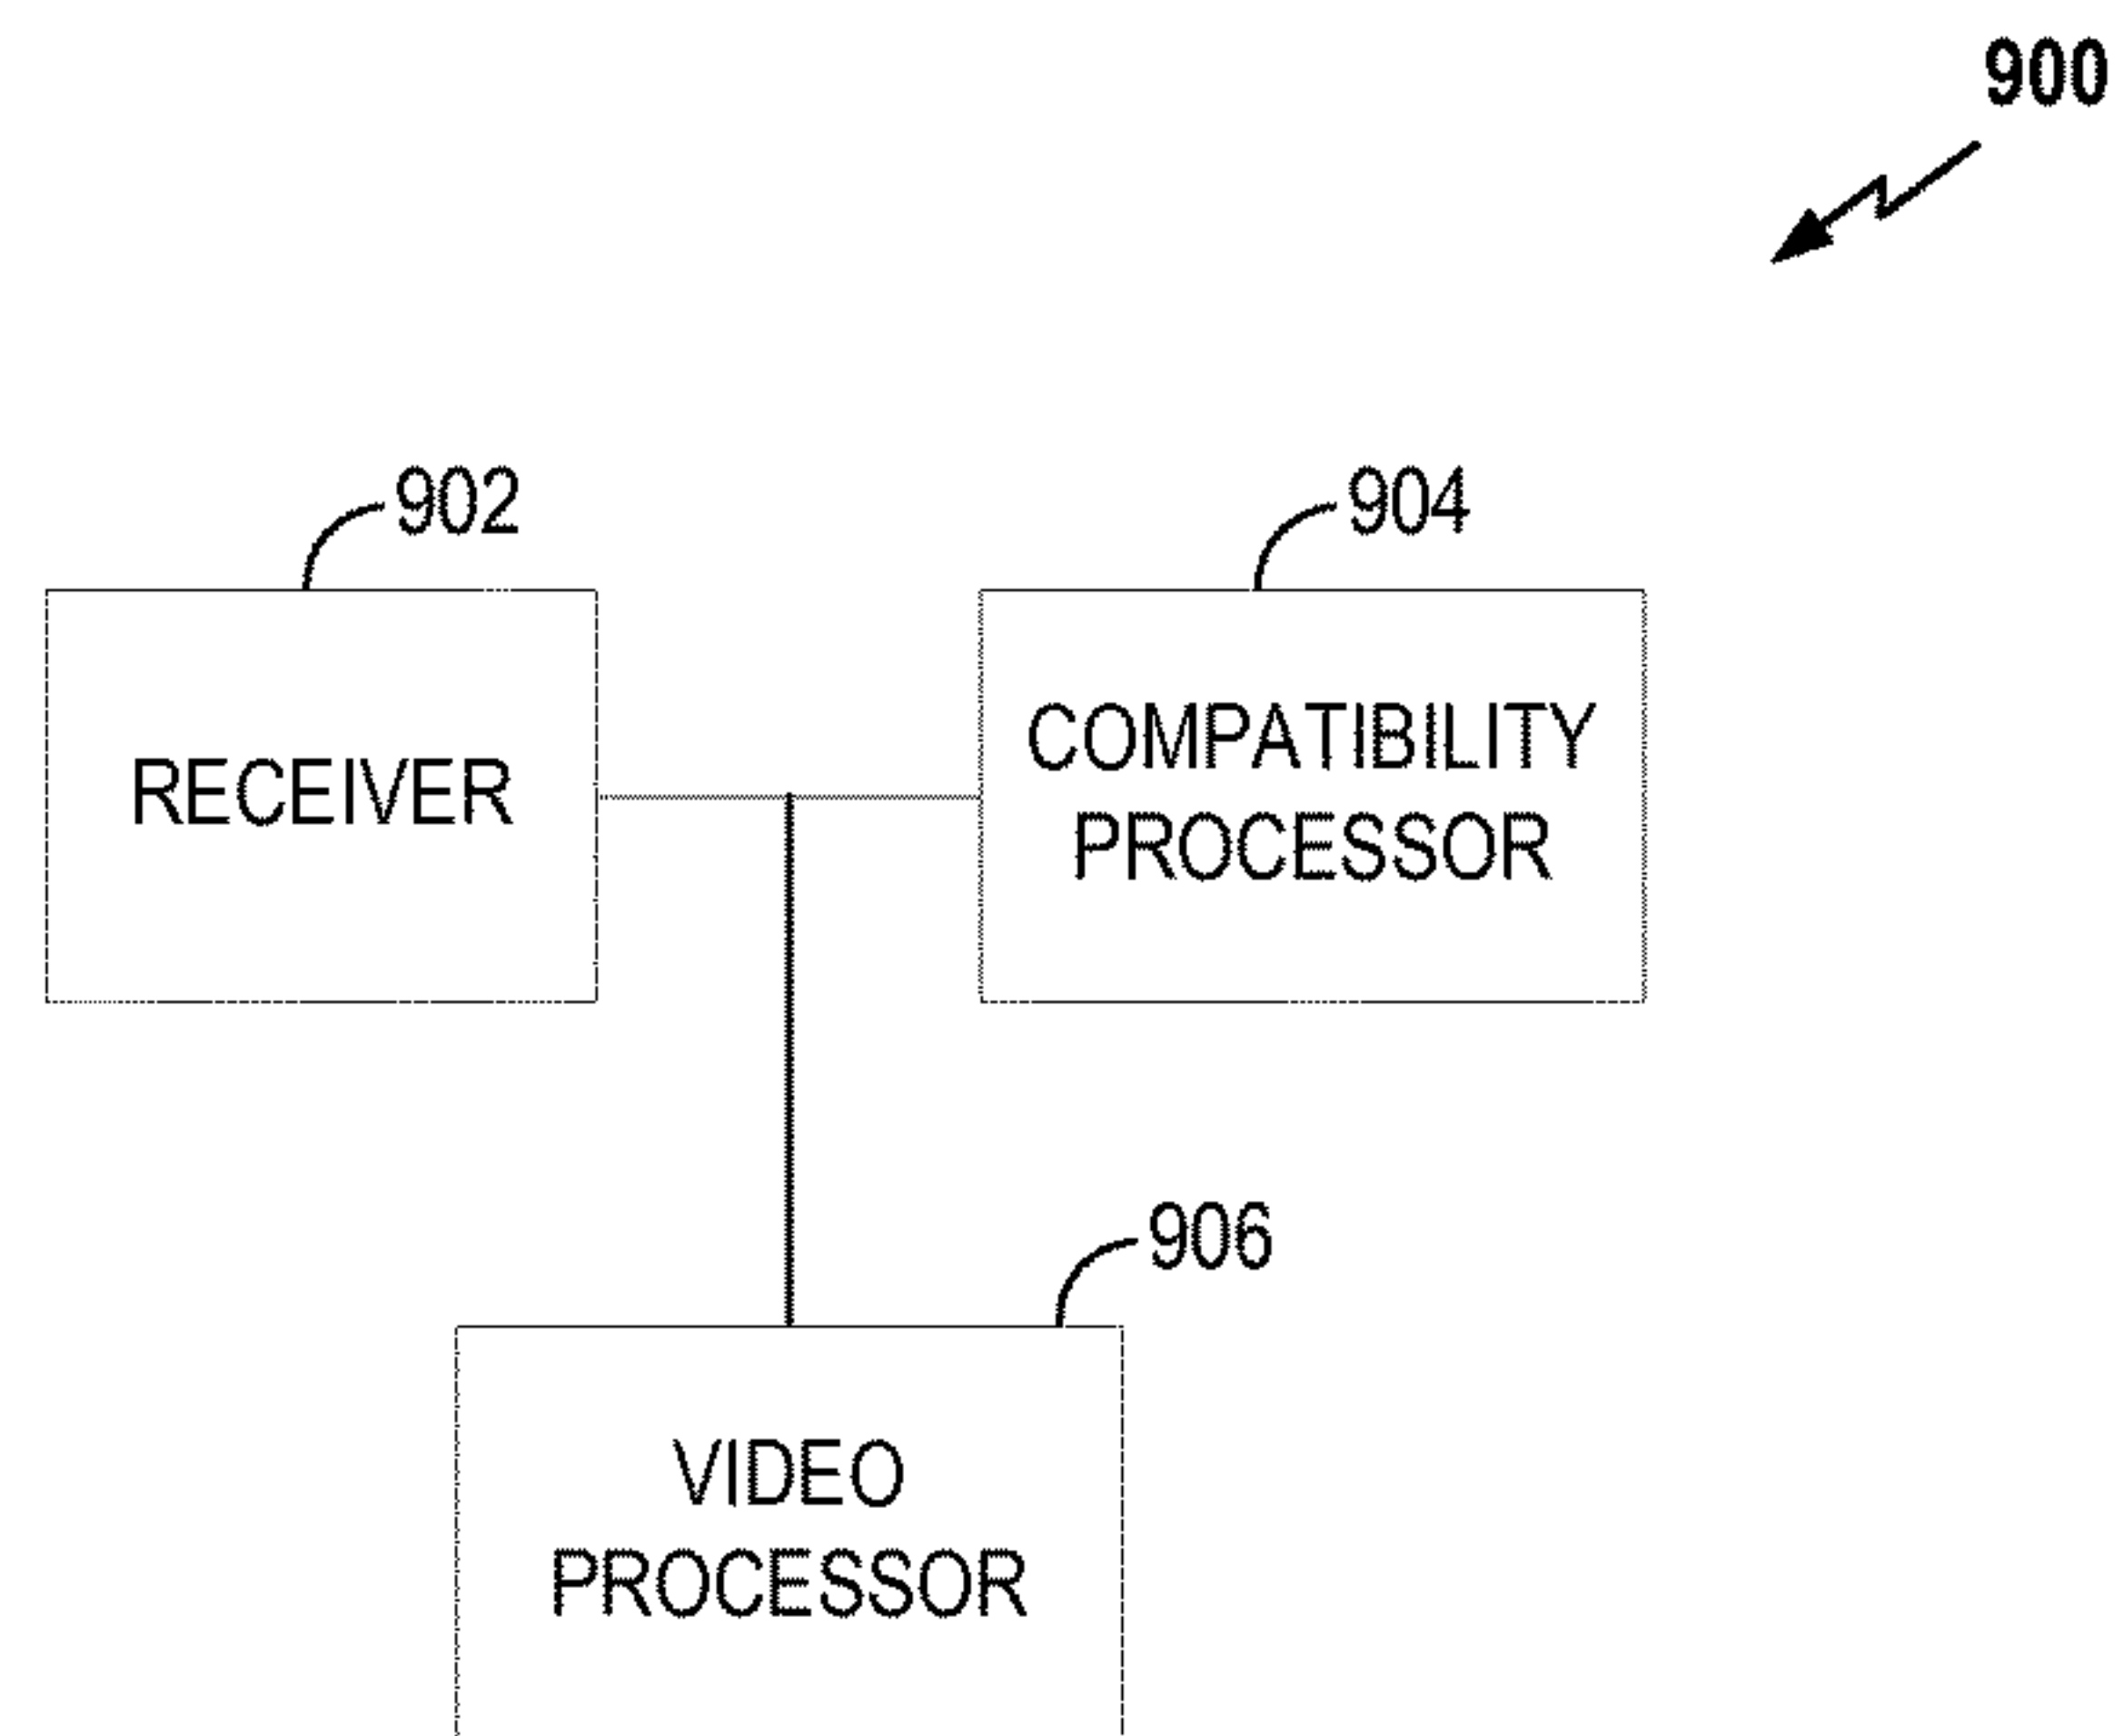 900
902
904
RECEIVER
COMPATIBILITY
PROCESSOR
906
VIDEO
PROCESSOR